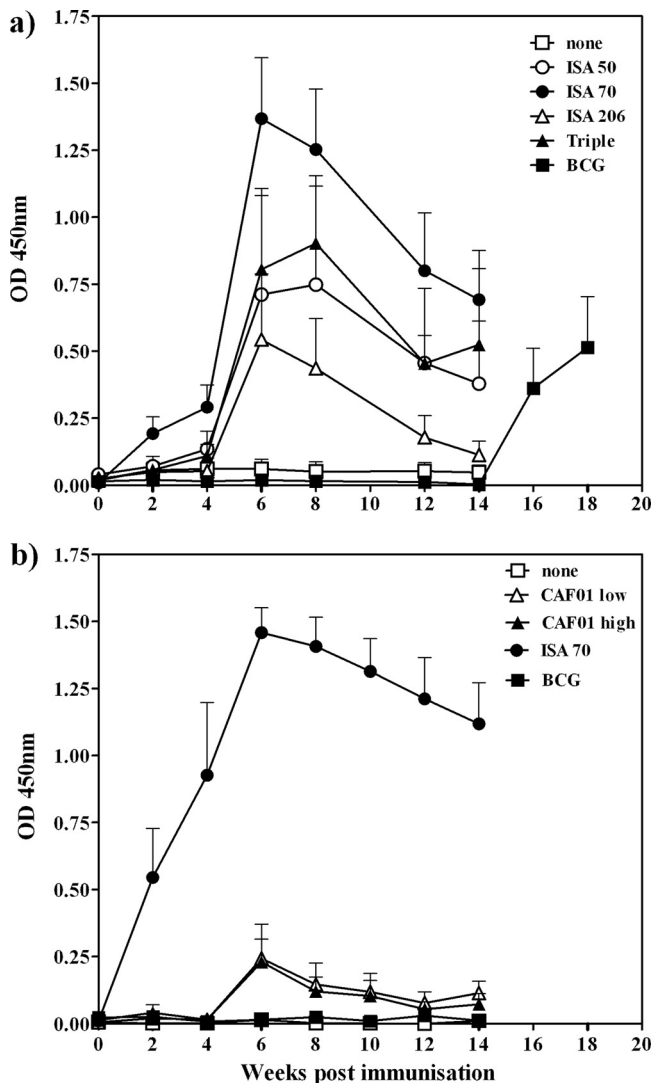 a)
1.75
1.50
1.25
1.00
0.75
0.50
0.25
0.00
OD 450nm
none
ISA 50
ISA 70
ISA 206
Triple
BCG
0 2 4 6 8 10 12 14 16 18 20
b)
1.75
1.50
1.25
1.00
0.75
0.50
0.25
0.00
OD 450nm
none
CAF01 low
CAF01 high
ISA 70
BCG
0 2 4 6 8 10 12 14 16 18 20
Weeks post immunisation